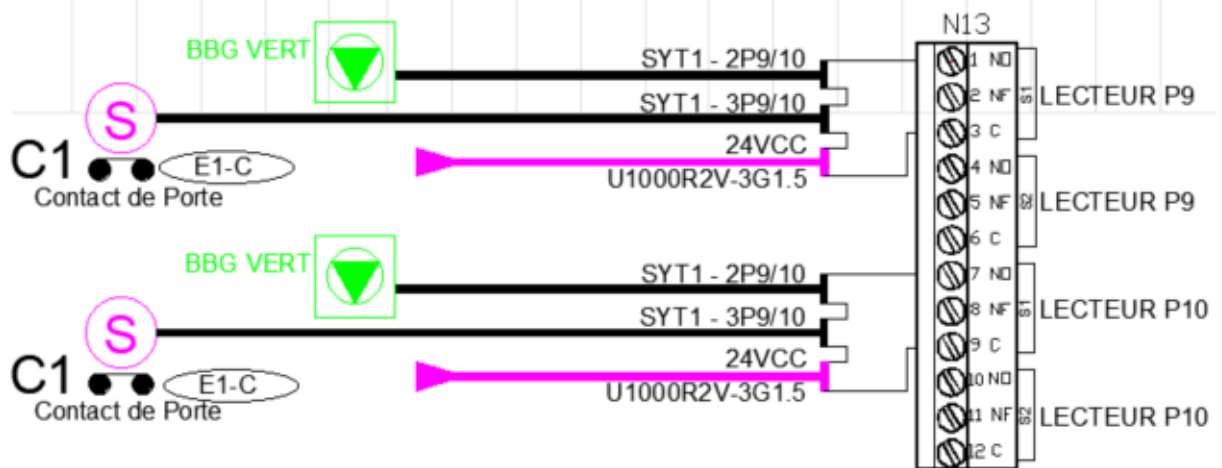 N13
BBG VERT
SYT1 - 2P9/10
1 NO
S
SYT1 - 3P9/10
2 NF
S1
LECTEUR P9
24VCC
3 C
C1
E1-C
U1000R2V-3G1.5
4 NO
Contact de Porte
5 NF
S2
LECTEUR P9
6 C
BBG VERT
SYT1 - 2P9/10
7 NO
S
SYT1 - 3P9/10
8 NF
S1
LECTEUR P10
24VCC
9 C
C1
E1-C
U1000R2V-3G1.5
10 NO
Contact de Porte
11 NF
S2
LECTEUR P10
12 C